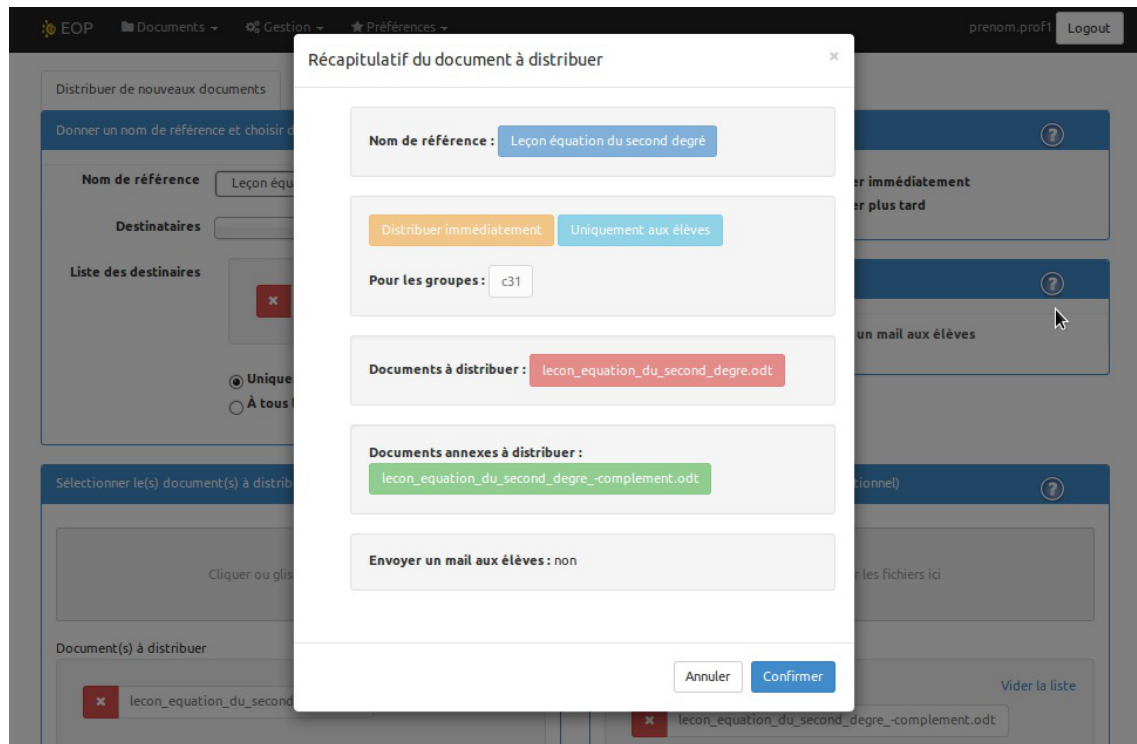 EOP Documents Gestion Préférences prenom.prof1 Logout
Récapitulatif du document à distribuer ×
Distribuer de nouveaux documents
Donner un nom de référence et choisir d
Nom de référence : Leçon équation du second degré
Nom de référence Leçon équ
er immédiatement
er plus tard
Destinataires
Distribuer immédiatement Uniquement aux élèves
Liste des destinaires
Pour les groupes : c31
un mail aux élèves
Documents à distribuer : lecon_equation_du_second_degre.odt
Unique
À tous l
Documents annexes à distribuer :
lecon_equation_du_second_degre_-complement.odt
Sélectionner le(s) document(s) à distrib
tionnel)
Envoyer un mail aux élèves : non
Cliquer ou glis
r les fichiers ici
Document(s) à distribuer
Annuler Confirmer
Vider la liste
lecon_equation_du_second
lecon_equation_du_second_degre_-complement.odt